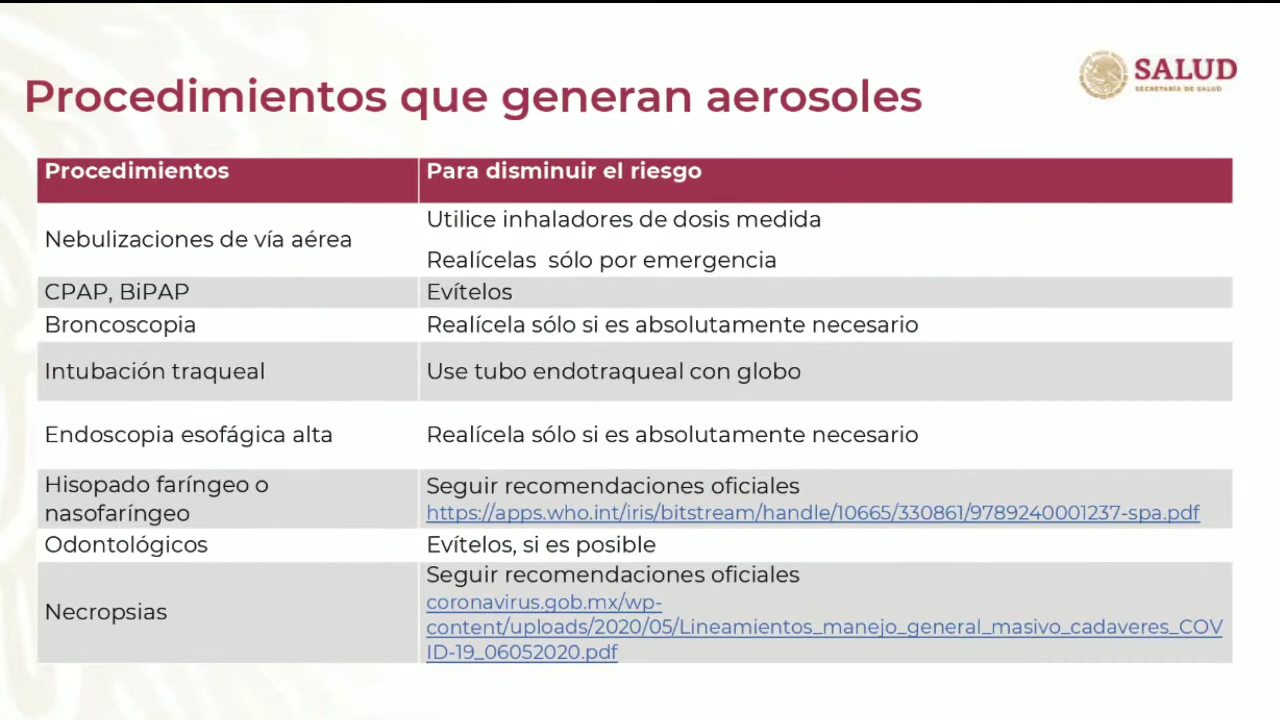 SALUD
SECRETARÍA DE SALUD
Procedimientos que generan aerosoles
Procedimientos
Para disminuir el riesgo
Nebulizaciones de vía aérea
Utilice inhaladores de dosis medida
Realícelas sólo por emergencia
CPAP, BiPAP
Evítelos
Broncoscopia
Realícela sólo si es absolutamente necesario
Intubación traqueal
Use tubo endotraqueal con globo
Endoscopia esofágica alta
Realícela sólo si es absolutamente necesario
Hisopado faríngeo o
nasofaríngeo
Seguir recomendaciones oficiales
https://apps.who.int/iris/bitstream/handle/10665/330861/9789240001237-spa.pdf
Odontológicos
Evítelos, si es posible
Necropsias
Seguir recomendaciones oficiales
coronavirus.gob.mx/wp-
content/uploads/2020/05/Lineamientos_manejo_general_masivo_cadaveres_COV
ID-19_06052020.pdf